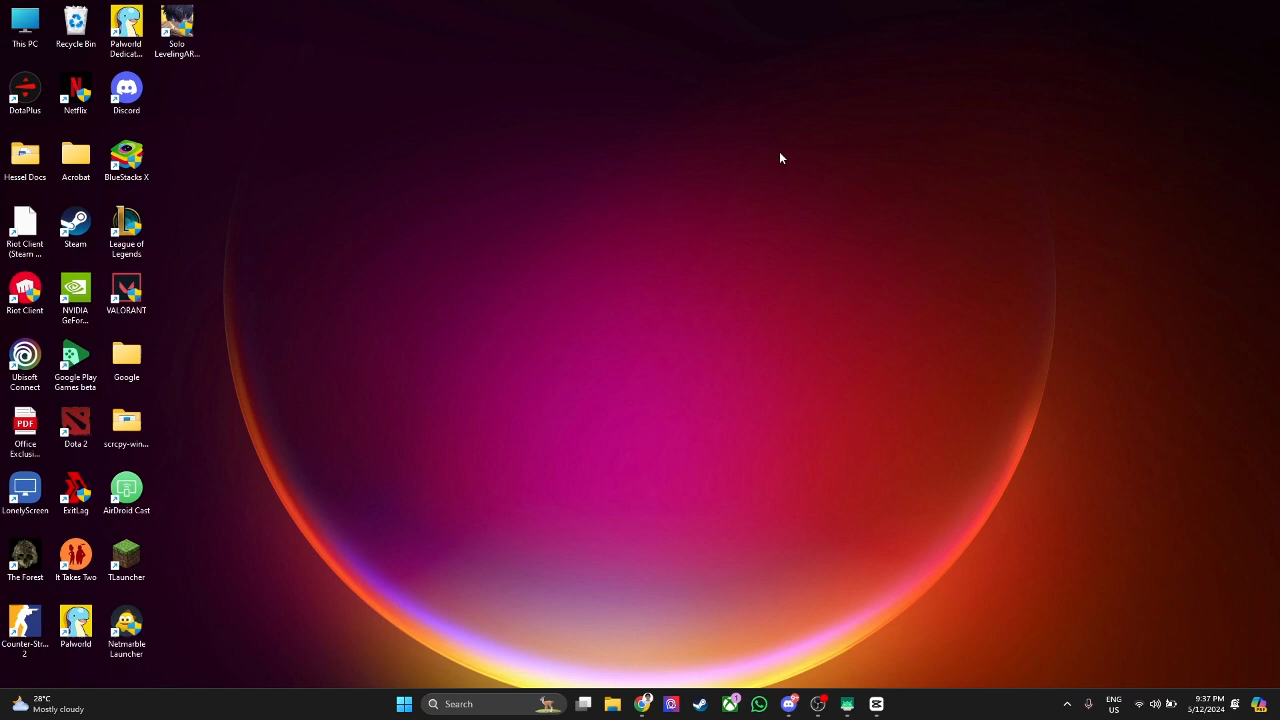 This PC
Recycle Bin
Palworld
Dedicat...
Solo
LevelingAR...
DotaPlus
Netflix
Discord
Hessel Docs
Acrobat
BlueStacks X
Riot Client
(Steam ...
Steam
League of
Legends
Riot Client
NVIDIA
GeFor...
VALORANT
Ubisoft
Connect
Google Play
Games beta
Google
PDF
Office
Exclusi...
Dota 2
scrcpy-win...
LonelyScreen
ExitLag
AirDroid Cast
The Forest
It Takes Two
TLauncher
Counter-Str...
2
Palworld
Netmarble
Launcher
28°C
Mostly cloudy
Search
ENG
US
9:37 PM
5/12/2024